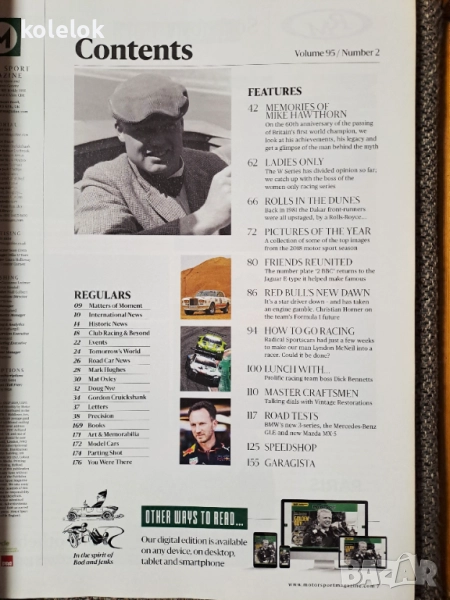 kolelok
Contents
Volume 95 / Number 2
SPORT
FEATURES
42 MEMORIES OF
MIKE HAWTHORN
On the 60th anniversary of the passing
of Britain's first world champion, we
look at his achievements, his legacy and
get a glimpse of the man behind the myth
62 LADIES ONLY
The W Series has divided opinion so far;
we catch up with the boss of the
women-only racing series
66 ROLLS IN THE DUNES
Back in 1981 the Dakar front-runners
were all upstaged, by a Rolls-Royce...
72 PICTURES OF THE YEAR
A collection of some of the top images
from the 2018 motor sport season
80 FRIENDS REUNITED
The number plate '2 BBC' returns to the
Jaguar E-type it helped make famous
86 RED BULL'S NEW DAWN
It's a star driver down – and has taken
an engine gamble. Christian Horner on
the team's Formula 1 future
94 HOW TO GO RACING
Radical Sportscars had just a few weeks
to make our man Lyndon McNeil into a
racer. Could it be done?
100 LUNCH WITH...
Prolific racing team boss Dick Bennetts
110 MASTER CRAFTSMEN
Talking dials with Vintage Restorations
117 ROAD TESTS
BMW's new 3-series, the Mercedes-Benz
GLE and new Mazda MX-5
125 SPEEDSHOP
155 GARAGISTA
REGULARS
09 Matters of Moment
10 International News
14 Historic News
18 Club Racing & Beyond
22 Events
24 Tomorrow's World
26 Road Car News
28 Mark Hughes
30 Mat Oxley
32 Doug Nye
34 Gordon Cruickshank
37 Letters
38 Precision
169 Books
171 Art & Memorabilia
172 Model Cars
174 Parting Shot
176 You Were There
In the spirit of
Bod and Jenks
OTHER WAYS TO READ...
Our digital edition is available
on any device, on desktop,
tablet and smartphone
www.motorsportmagazine.com
BAZAR